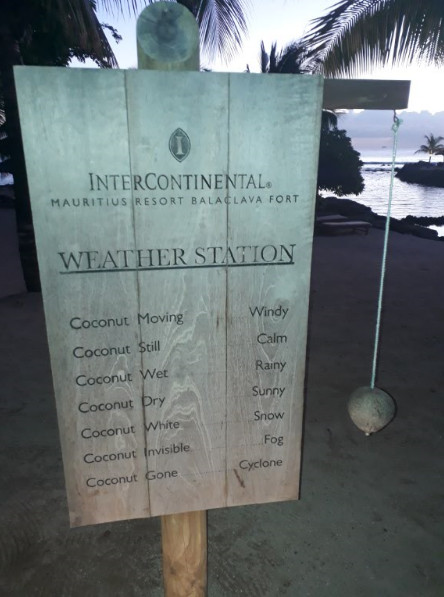 INTERCONTINENTAL®
MAURITIUS RESORT BALACLAVA FORT
WEATHER STATION
Coconut Moving Windy
Coconut Still Calm
Coconut Wet Rainy
Coconut Dry Sunny
Coconut White Snow
Coconut Invisible Fog
Coconut Gone Cyclone